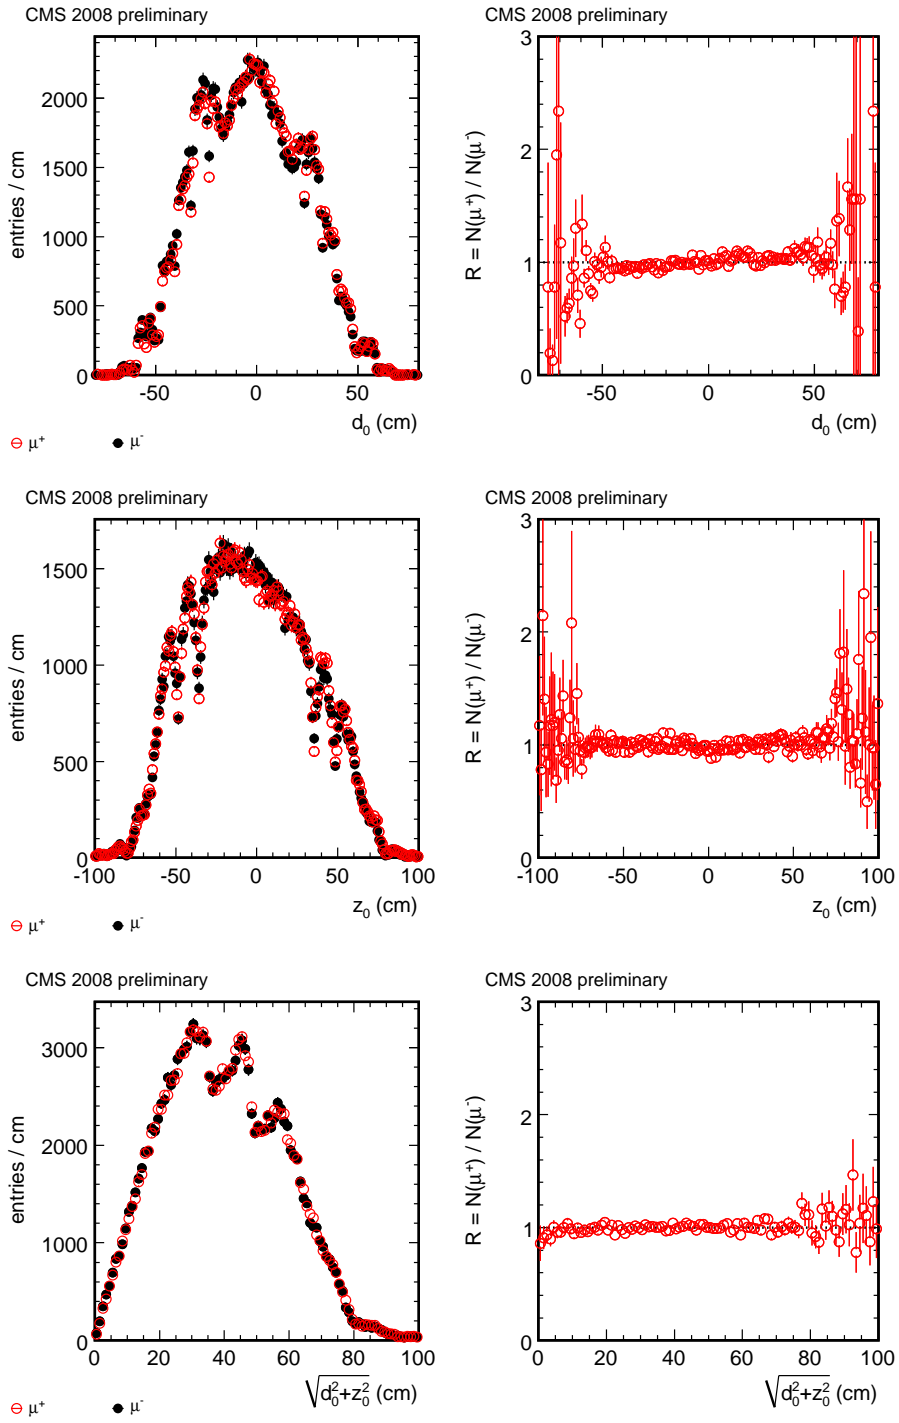 CMS 2008 preliminary
entries / cm
2000
1500
1000
500
0
-50 0 50
d₀ (cm)
μ⁺ μ⁻
CMS 2008 preliminary
R = N(μ⁺) / N(μ⁻)
3
2
1
0
-50 0 50
d₀ (cm)
CMS 2008 preliminary
entries / cm
1500
1000
500
0
-100 -50 0 50 100
z₀ (cm)
μ⁺ μ⁻
CMS 2008 preliminary
R = N(μ⁺) / N(μ⁻)
3
2
1
0
-100 -50 0 50 100
z₀ (cm)
CMS 2008 preliminary
entries / cm
3000
2000
1000
0
0 20 40 60 80 100
√d₀²+z₀² (cm)
μ⁺ μ⁻
CMS 2008 preliminary
R = N(μ⁺) / N(μ⁻)
3
2
1
0
0 20 40 60 80 100
√d₀²+z₀² (cm)